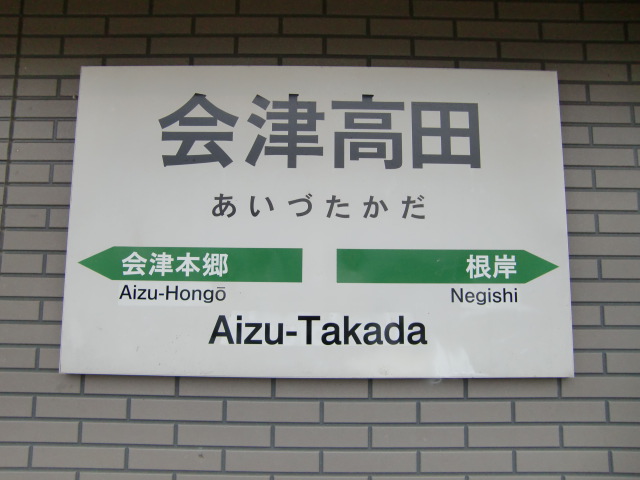 会津高田
あいづたかだ
会津本郷 根岸
Aizu-Hongō Negishi
Aizu-Takada